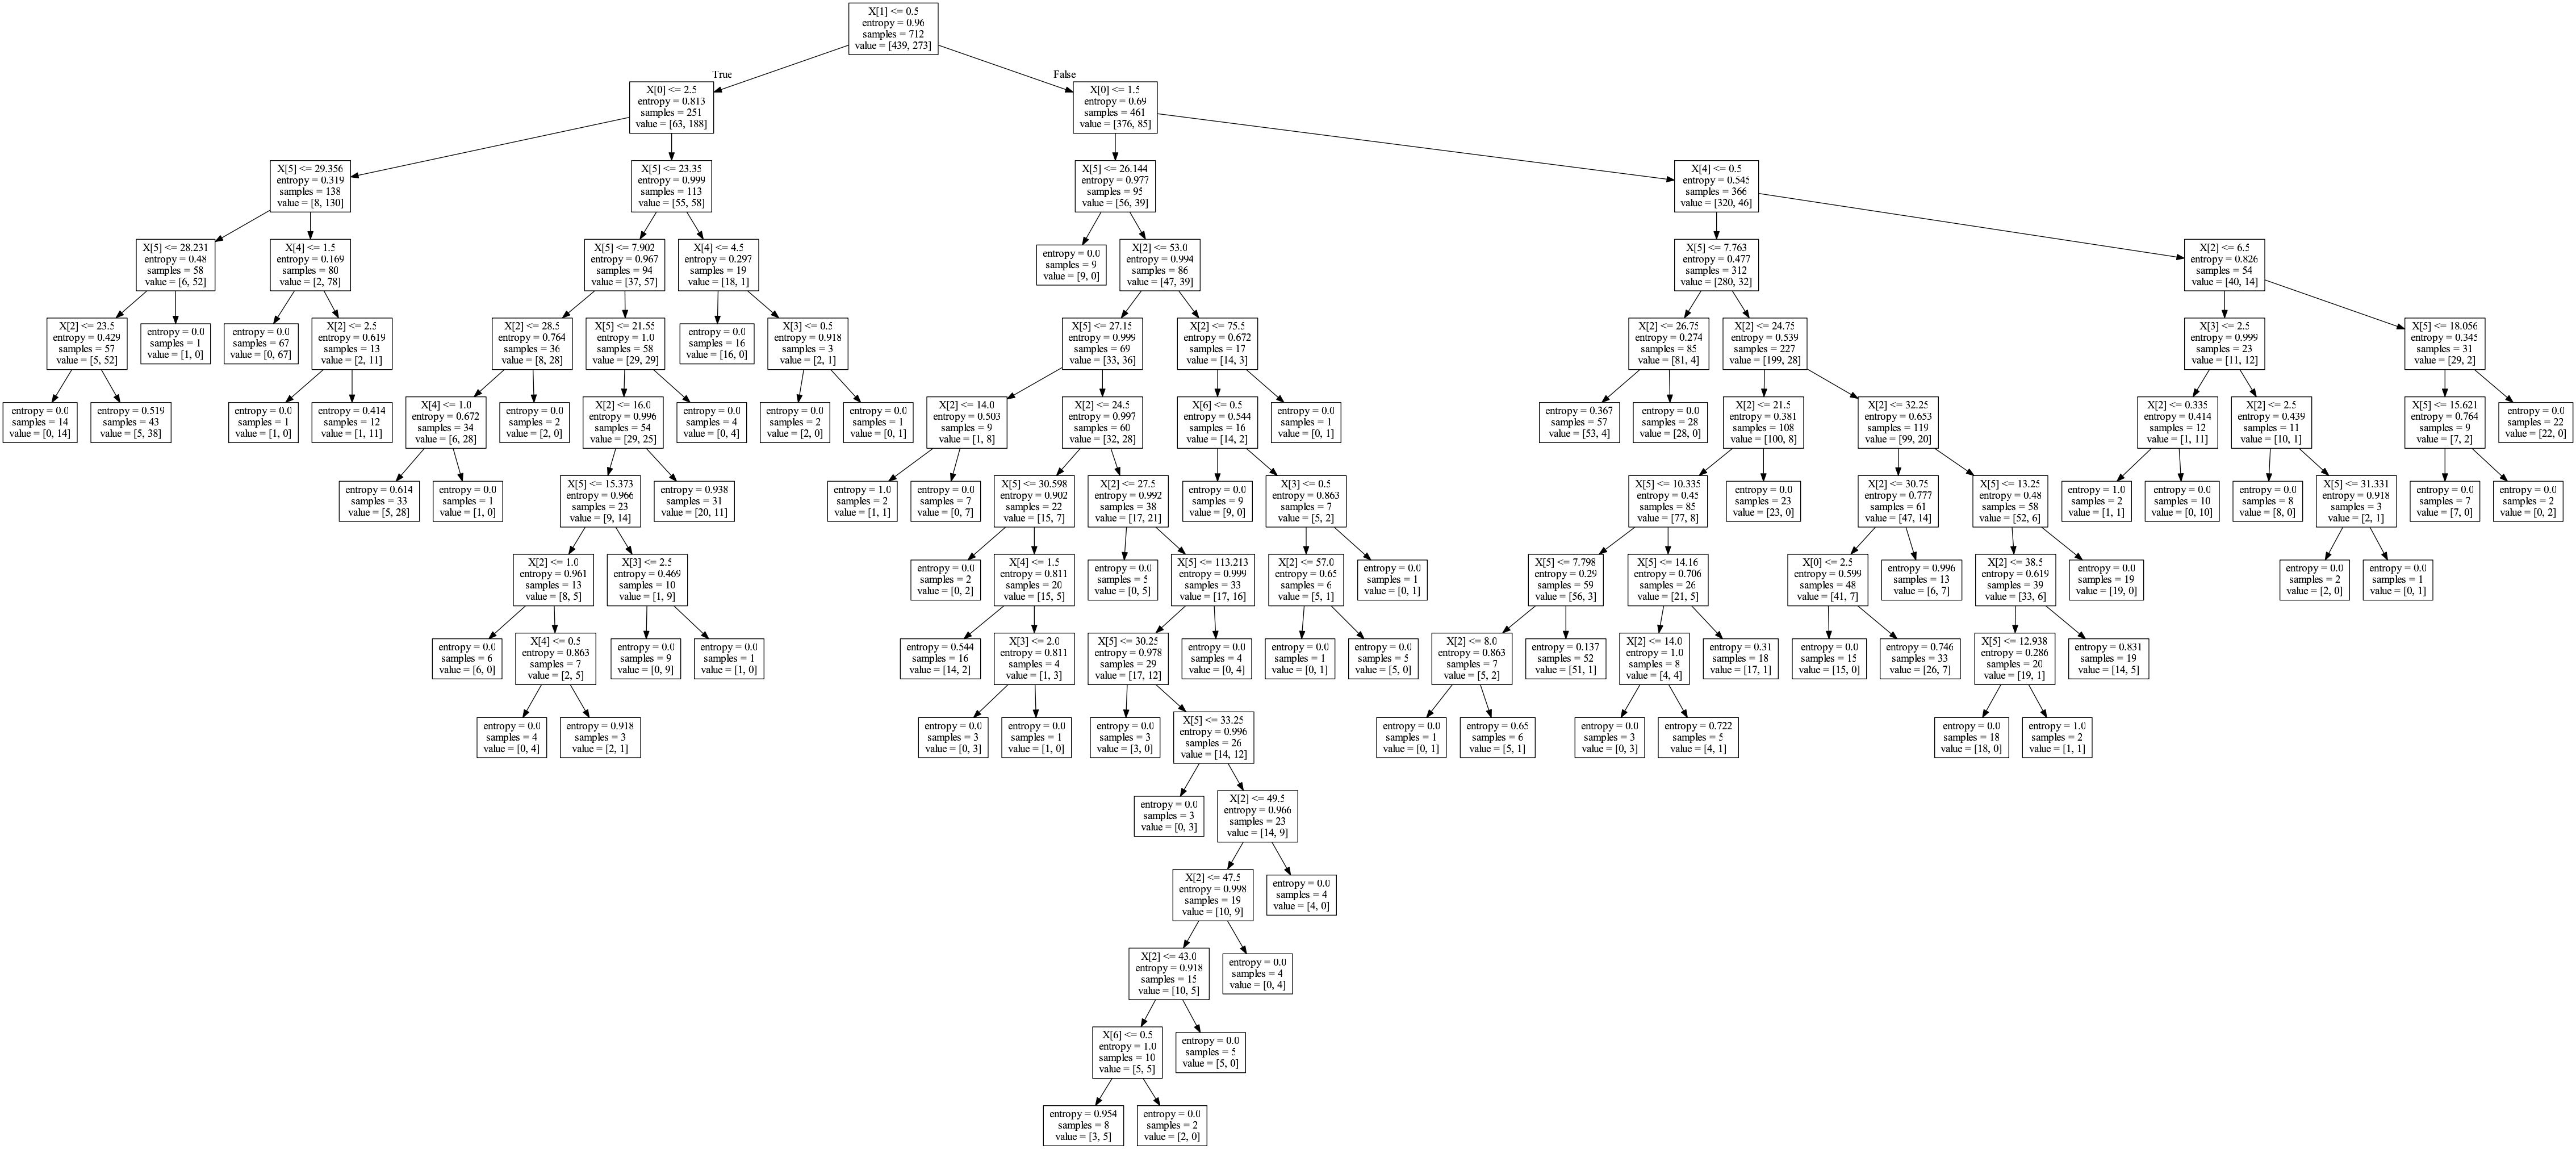 X[1] <= 0.5
entropy = 0.96
samples = 712
value = [439, 273]
True
False
X[0] <= 2.5
entropy = 0.813
samples = 251
value = [63, 188]
X[0] <= 1.5
entropy = 0.69
samples = 461
value = [376, 85]
X[5] <= 29.356
entropy = 0.319
samples = 138
value = [8, 130]
X[5] <= 23.35
entropy = 0.999
samples = 113
value = [55, 58]
X[5] <= 26.144
entropy = 0.977
samples = 95
value = [56, 39]
X[4] <= 0.5
entropy = 0.545
samples = 366
value = [320, 46]
X[5] <= 28.231
entropy = 0.48
samples = 58
value = [6, 52]
X[4] <= 1.5
entropy = 0.169
samples = 80
value = [2, 78]
X[5] <= 7.902
entropy = 0.967
samples = 94
value = [37, 57]
X[4] <= 4.5
entropy = 0.297
samples = 19
value = [18, 1]
entropy = 0.0
samples = 9
value = [9, 0]
X[2] <= 53.0
entropy = 0.994
samples = 86
value = [47, 39]
X[5] <= 7.763
entropy = 0.477
samples = 312
value = [280, 32]
X[2] <= 6.5
entropy = 0.826
samples = 54
value = [40, 14]
X[2] <= 23.5
entropy = 0.429
samples = 57
value = [5, 52]
entropy = 0.0
samples = 1
value = [1, 0]
entropy = 0.0
samples = 67
value = [0, 67]
X[2] <= 2.5
entropy = 0.619
samples = 13
value = [2, 11]
X[2] <= 28.5
entropy = 0.764
samples = 36
value = [8, 28]
X[5] <= 21.55
entropy = 1.0
samples = 58
value = [29, 29]
entropy = 0.0
samples = 16
value = [16, 0]
X[3] <= 0.5
entropy = 0.918
samples = 3
value = [2, 1]
X[5] <= 27.15
entropy = 0.999
samples = 69
value = [33, 36]
X[2] <= 75.5
entropy = 0.672
samples = 17
value = [14, 3]
X[2] <= 26.75
entropy = 0.274
samples = 85
value = [81, 4]
X[2] <= 24.75
entropy = 0.539
samples = 227
value = [199, 28]
X[3] <= 2.5
entropy = 0.999
samples = 23
value = [11, 12]
X[5] <= 18.056
entropy = 0.345
samples = 31
value = [29, 2]
entropy = 0.0
samples = 14
value = [0, 14]
entropy = 0.519
samples = 43
value = [5, 38]
entropy = 0.0
samples = 1
value = [1, 0]
entropy = 0.414
samples = 12
value = [1, 11]
X[4] <= 1.0
entropy = 0.672
samples = 34
value = [6, 28]
entropy = 0.0
samples = 2
value = [2, 0]
X[2] <= 16.0
entropy = 0.996
samples = 54
value = [29, 25]
entropy = 0.0
samples = 4
value = [0, 4]
entropy = 0.0
samples = 2
value = [2, 0]
entropy = 0.0
samples = 1
value = [0, 1]
X[2] <= 14.0
entropy = 0.503
samples = 9
value = [1, 8]
X[2] <= 24.5
entropy = 0.997
samples = 60
value = [32, 28]
X[6] <= 0.5
entropy = 0.544
samples = 16
value = [14, 2]
entropy = 0.0
samples = 1
value = [0, 1]
entropy = 0.367
samples = 57
value = [53, 4]
entropy = 0.0
samples = 28
value = [28, 0]
X[2] <= 21.5
entropy = 0.381
samples = 108
value = [100, 8]
X[2] <= 32.25
entropy = 0.653
samples = 119
value = [99, 20]
X[2] <= 0.335
entropy = 0.414
samples = 12
value = [1, 11]
X[2] <= 2.5
entropy = 0.439
samples = 11
value = [10, 1]
X[5] <= 15.621
entropy = 0.764
samples = 9
value = [7, 2]
entropy = 0.0
samples = 22
value = [22, 0]
entropy = 0.614
samples = 33
value = [5, 28]
entropy = 0.0
samples = 1
value = [1, 0]
X[5] <= 15.373
entropy = 0.966
samples = 23
value = [9, 14]
entropy = 0.938
samples = 31
value = [20, 11]
entropy = 1.0
samples = 2
value = [1, 1]
entropy = 0.0
samples = 7
value = [0, 7]
X[5] <= 30.598
entropy = 0.902
samples = 22
value = [15, 7]
X[2] <= 27.5
entropy = 0.992
samples = 38
value = [17, 21]
entropy = 0.0
samples = 9
value = [9, 0]
X[3] <= 0.5
entropy = 0.863
samples = 7
value = [5, 2]
X[5] <= 10.335
entropy = 0.45
samples = 85
value = [77, 8]
entropy = 0.0
samples = 23
value = [23, 0]
X[2] <= 30.75
entropy = 0.777
samples = 61
value = [47, 14]
X[5] <= 13.25
entropy = 0.48
samples = 58
value = [52, 6]
entropy = 1.0
samples = 2
value = [1, 1]
entropy = 0.0
samples = 10
value = [0, 10]
entropy = 0.0
samples = 8
value = [8, 0]
X[5] <= 31.331
entropy = 0.918
samples = 3
value = [2, 1]
entropy = 0.0
samples = 7
value = [7, 0]
entropy = 0.0
samples = 2
value = [0, 2]
X[2] <= 1.0
entropy = 0.961
samples = 13
value = [8, 5]
X[3] <= 2.5
entropy = 0.469
samples = 10
value = [1, 9]
entropy = 0.0
samples = 2
value = [0, 2]
X[4] <= 1.5
entropy = 0.811
samples = 20
value = [15, 5]
entropy = 0.0
samples = 5
value = [0, 5]
X[5] <= 113.213
entropy = 0.999
samples = 33
value = [17, 16]
X[2] <= 57.0
entropy = 0.65
samples = 6
value = [5, 1]
entropy = 0.0
samples = 1
value = [0, 1]
X[5] <= 7.798
entropy = 0.29
samples = 59
value = [56, 3]
X[5] <= 14.16
entropy = 0.706
samples = 26
value = [21, 5]
X[0] <= 2.5
entropy = 0.599
samples = 48
value = [41, 7]
entropy = 0.996
samples = 13
value = [6, 7]
X[2] <= 38.5
entropy = 0.619
samples = 39
value = [33, 6]
entropy = 0.0
samples = 19
value = [19, 0]
entropy = 0.0
samples = 2
value = [2, 0]
entropy = 0.0
samples = 1
value = [0, 1]
entropy = 0.0
samples = 6
value = [6, 0]
X[4] <= 0.5
entropy = 0.863
samples = 7
value = [2, 5]
entropy = 0.0
samples = 9
value = [0, 9]
entropy = 0.0
samples = 1
value = [1, 0]
entropy = 0.544
samples = 16
value = [14, 2]
X[3] <= 2.0
entropy = 0.811
samples = 4
value = [1, 3]
X[5] <= 30.25
entropy = 0.978
samples = 29
value = [17, 12]
entropy = 0.0
samples = 4
value = [0, 4]
entropy = 0.0
samples = 1
value = [0, 1]
entropy = 0.0
samples = 5
value = [5, 0]
X[2] <= 8.0
entropy = 0.863
samples = 7
value = [5, 2]
entropy = 0.137
samples = 52
value = [51, 1]
X[2] <= 14.0
entropy = 1.0
samples = 8
value = [4, 4]
entropy = 0.31
samples = 18
value = [17, 1]
entropy = 0.0
samples = 15
value = [15, 0]
entropy = 0.746
samples = 33
value = [26, 7]
X[5] <= 12.938
entropy = 0.286
samples = 20
value = [19, 1]
entropy = 0.831
samples = 19
value = [14, 5]
entropy = 0.0
samples = 4
value = [0, 4]
entropy = 0.918
samples = 3
value = [2, 1]
entropy = 0.0
samples = 3
value = [0, 3]
entropy = 0.0
samples = 1
value = [1, 0]
entropy = 0.0
samples = 3
value = [3, 0]
X[5] <= 33.25
entropy = 0.996
samples = 26
value = [14, 12]
entropy = 0.0
samples = 1
value = [0, 1]
entropy = 0.65
samples = 6
value = [5, 1]
entropy = 0.0
samples = 3
value = [0, 3]
entropy = 0.722
samples = 5
value = [4, 1]
entropy = 0.0
samples = 18
value = [18, 0]
entropy = 1.0
samples = 2
value = [1, 1]
entropy = 0.0
samples = 3
value = [0, 3]
X[2] <= 49.5
entropy = 0.966
samples = 23
value = [14, 9]
X[2] <= 47.5
entropy = 0.998
samples = 19
value = [10, 9]
entropy = 0.0
samples = 4
value = [4, 0]
X[2] <= 43.0
entropy = 0.918
samples = 15
value = [10, 5]
entropy = 0.0
samples = 4
value = [0, 4]
X[6] <= 0.5
entropy = 1.0
samples = 10
value = [5, 5]
entropy = 0.0
samples = 5
value = [5, 0]
entropy = 0.954
samples = 8
value = [3, 5]
entropy = 0.0
samples = 2
value = [2, 0]